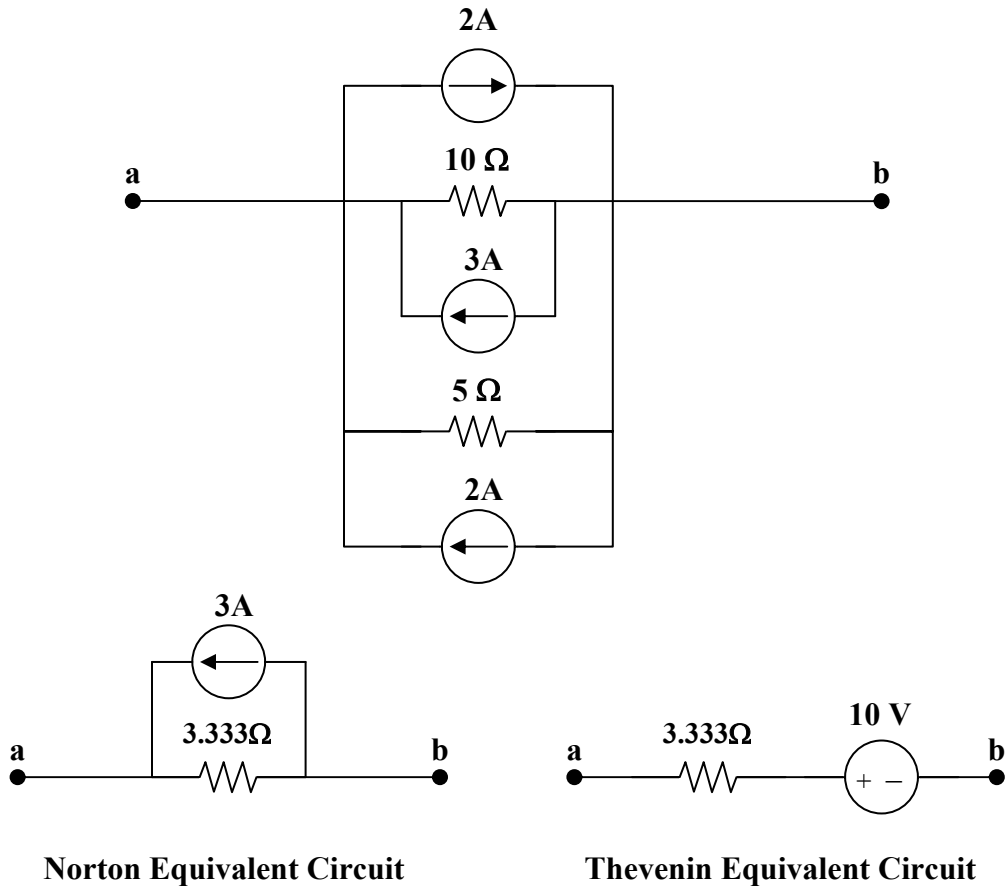 2A
10 Ω
a
b
3A
5 Ω
2A
3A
10 V
3.333Ω
3.333Ω
a
b
a
b
+ −
Norton Equivalent Circuit
Thevenin Equivalent Circuit